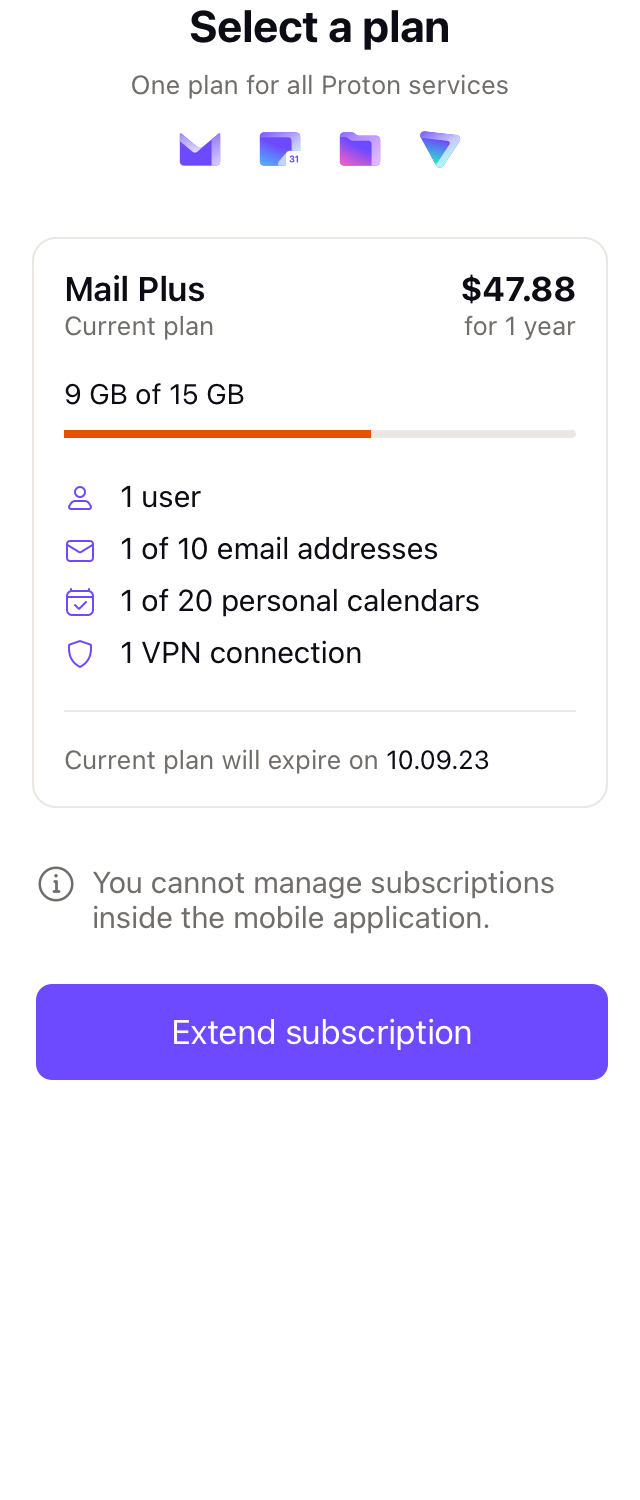 Select a plan
One plan for all Proton services
31
Mail Plus
$47.88
Current plan
for 1 year
9 GB of 15 GB
1 user
1 of 10 email addresses
1 of 20 personal calendars
1 VPN connection
Current plan will expire on 10.09.23
You cannot manage subscriptions
inside the mobile application.
Extend subscription